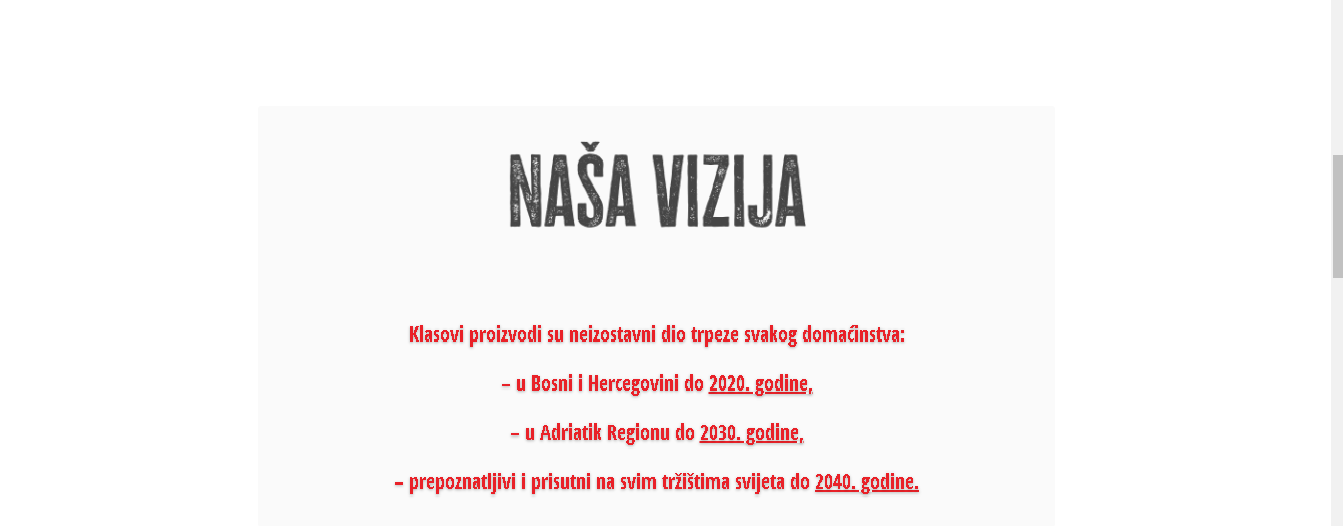 NAŠA VIZIJA
Klasovi proizvodi su neizostavni dio trpeze svakog domaćinstva:
– u Bosni i Hercegovini do 2020. godine,
– u Adriatik Regionu do 2030. godine,
– prepoznatljivi i prisutni na svim tržištima svijeta do 2040. godine.